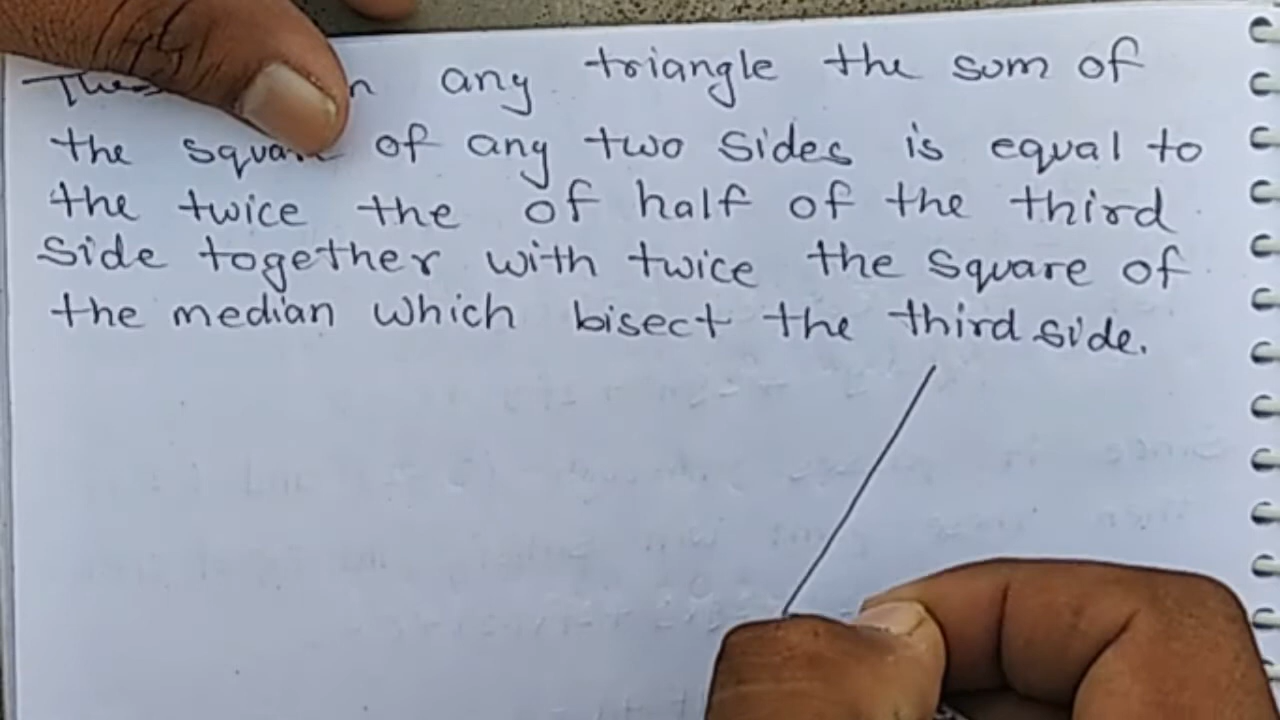 any triangle the sum of
the square of any two sides is equal to
the twice the of half of the third
side together with twice the square of
the median which bisect the third side.